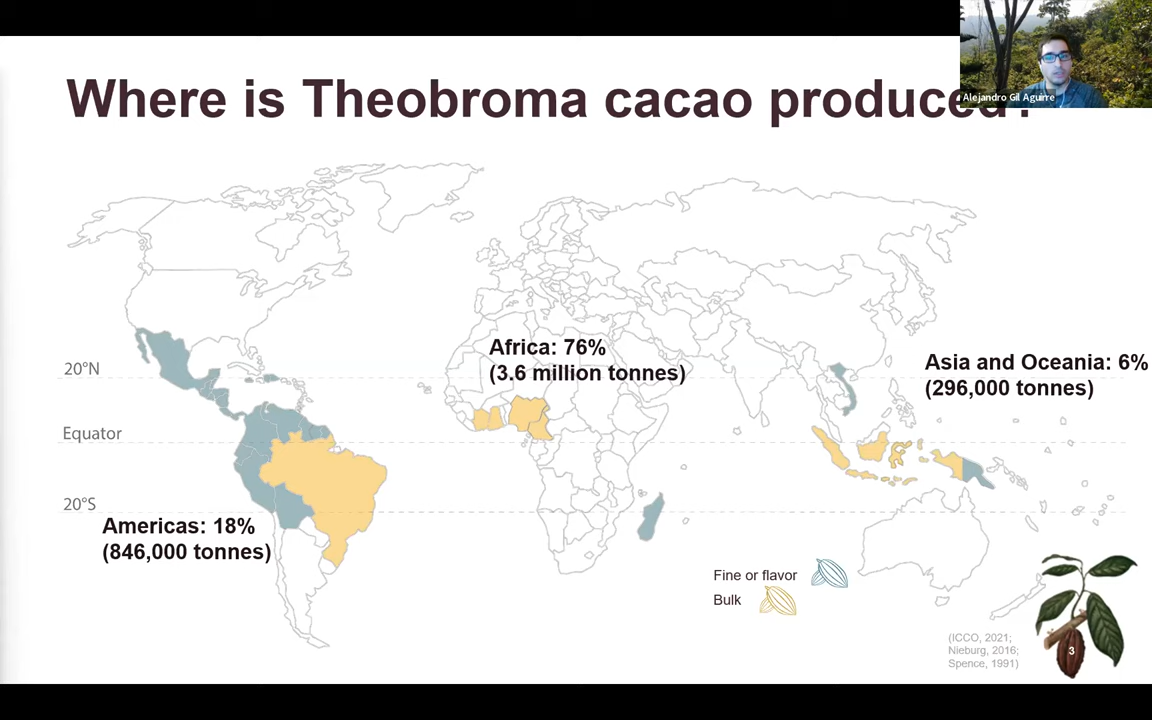 Where is Theobroma cacao produced?
Alejandro Gil Aguirre
Africa: 76%
(3.6 million tonnes)
Asia and Oceania: 6%
(296,000 tonnes)
20°N
Equator
20°S
Americas: 18%
(846,000 tonnes)
Fine or flavor
Bulk
(ICCO, 2021;
Nieburg, 2016;
Spence, 1991)
3